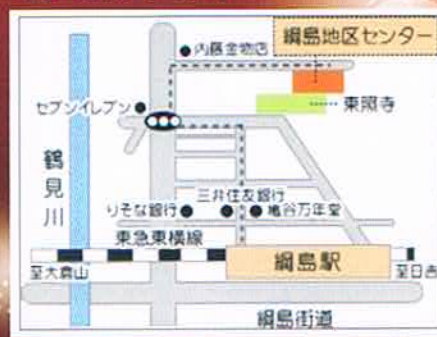 内藤金物店
綱島地区センター
セブンイレブン
東照寺
鶴見川
三井住友銀行
りそな銀行
亀谷万年堂
東急東横線
綱島駅
至大倉山
至日吉
綱島街道